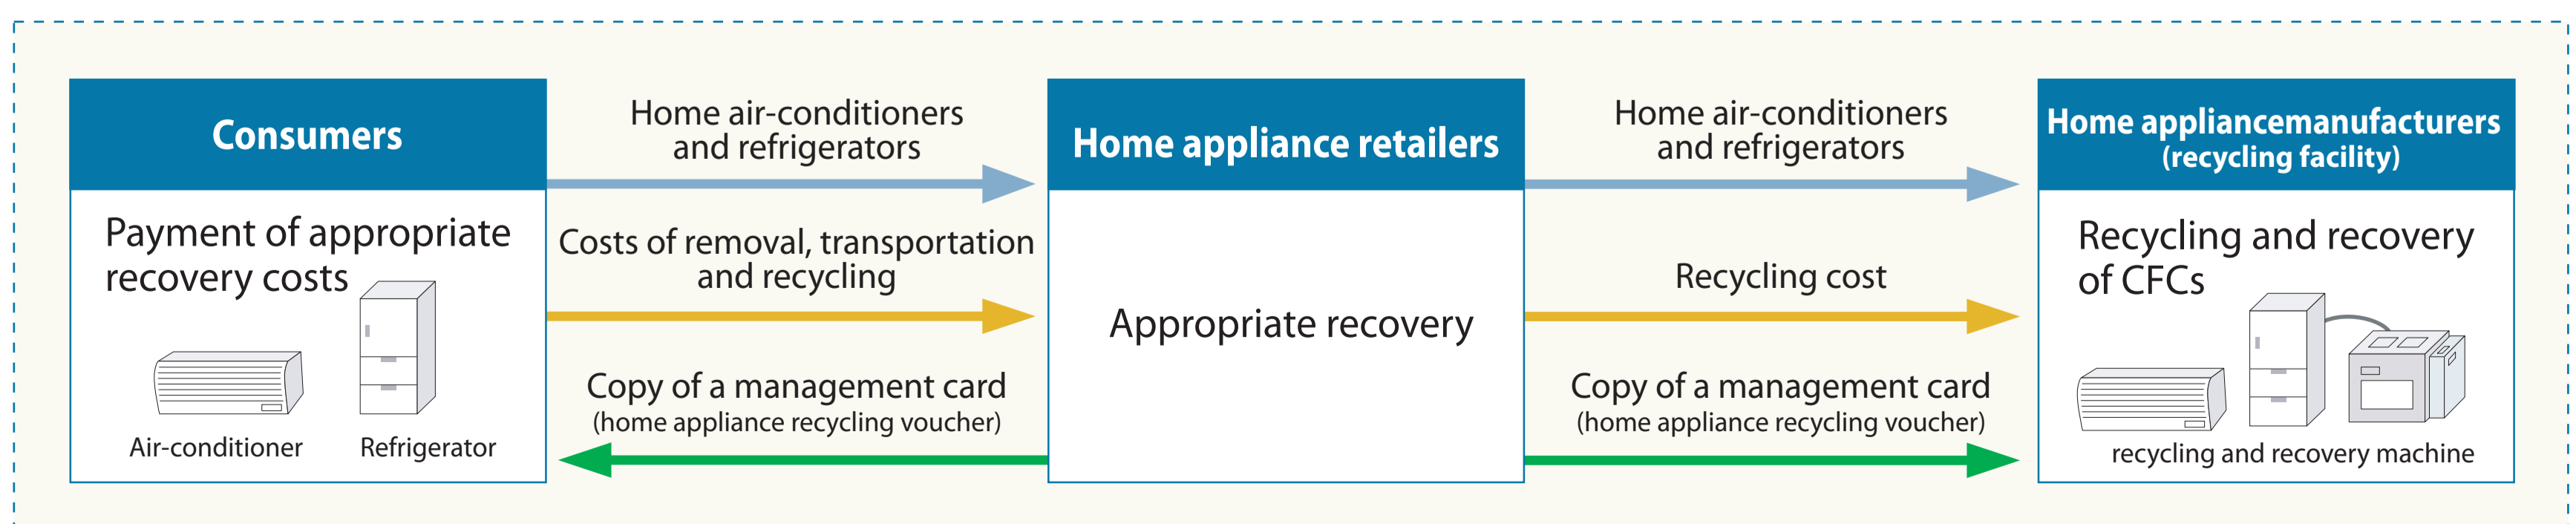 Consumers
Payment of appropriate
recovery costs
Air-conditioner
Refrigerator
Home air-conditioners
and refrigerators
Costs of removal, transportation
and recycling
Copy of a management card
(home appliance recycling voucher)
Home appliance retailers
Appropriate recovery
Home air-conditioners
and refrigerators
Recycling cost
Copy of a management card
(home appliance recycling voucher)
Home appliancemanufacturers
(recycling facility)
Recycling and recovery
of CFCs
recycling and recovery machine